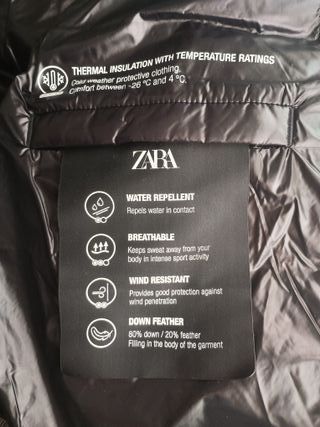 THERMAL INSULATION WITH TEMPERATURE RATINGS
Cold weather protective clothing.
Comfort between -26 ºC and 4 ºC.
ZARA
WATER REPELLENT
Repels water in contact
BREATHABLE
Keeps sweat away from your
body in intense sport activity
WIND RESISTANT
Provides good protection against
wind penetration
DOWN FEATHER
80% down / 20% feather
Filling in the body of the garment